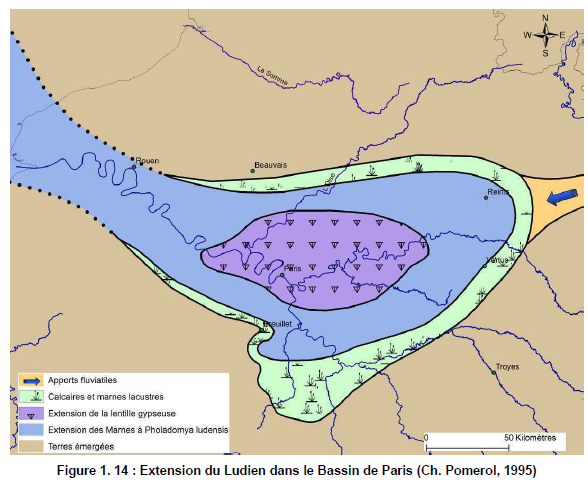 N
W E
S
La Somme
Rouen
Beauvais
Oise
Reims
Paris
Vertus
Breuillet
Troyes
Apports fluviatiles
Calcaires et marnes lacustres
Extension de la lentille gypseuse
Extension des Marnes à Pholadomya ludensis
Terres émergées
0 50 Kilomètres
Figure 1. 14 : Extension du Ludien dans le Bassin de Paris (Ch. Pomerol, 1995)